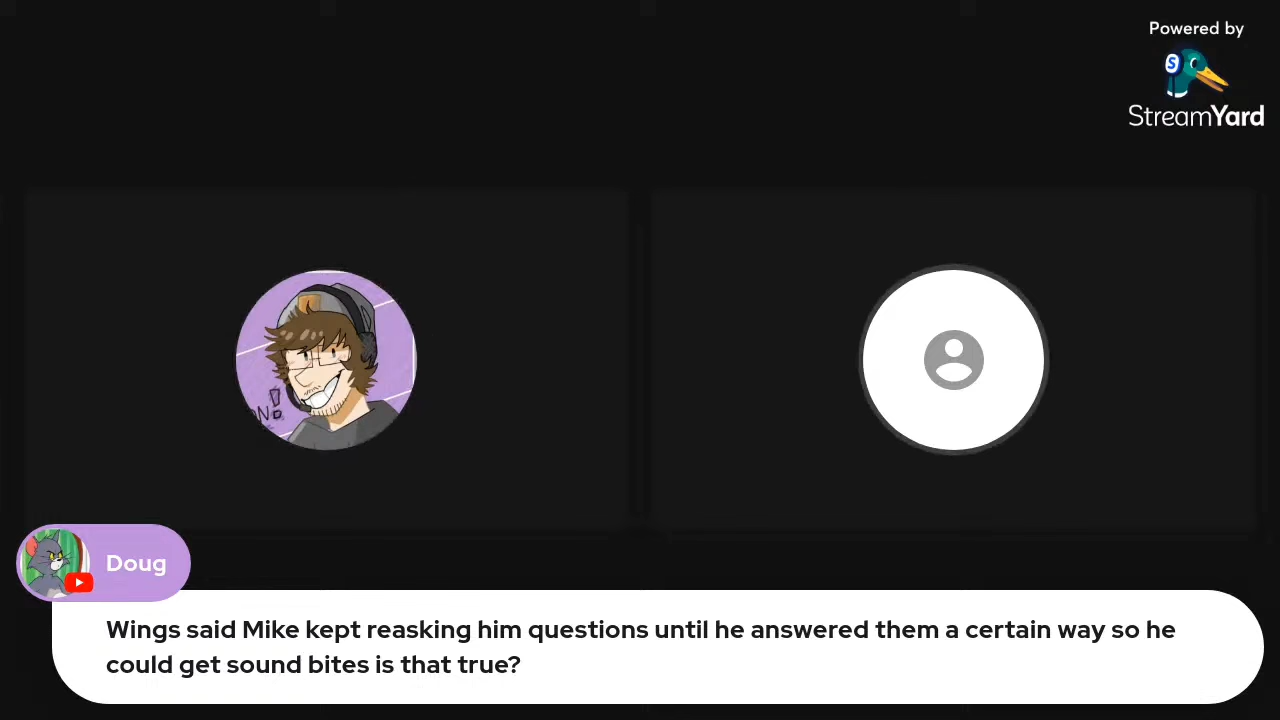 Powered by
StreamYard
Doug
Wings said Mike kept reasking him questions until he answered them a certain way so he
could get sound bites is that true?